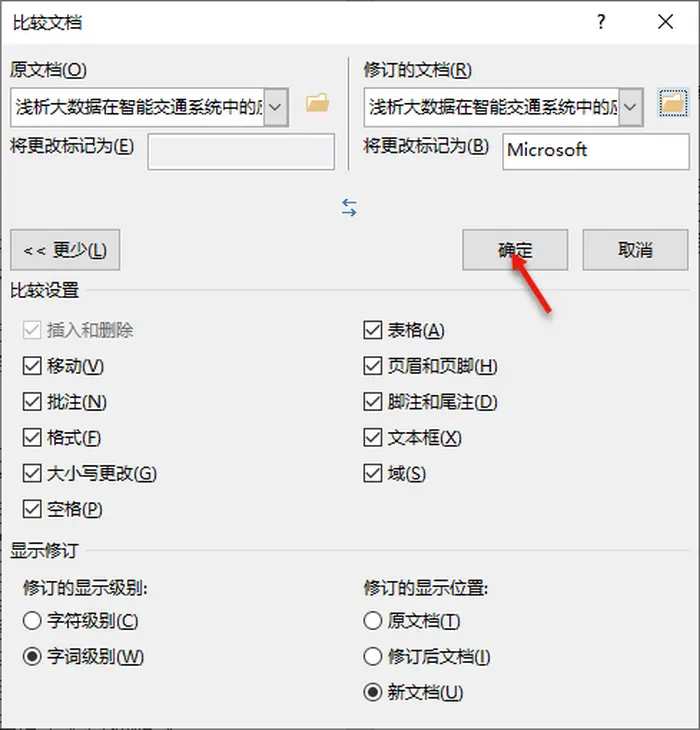 比较文档
?
原文档(O)
修订的文档(R)
浅析大数据在智能交通系统中的
浅析大数据在智能交通系统中的
将更改标记为(E)
将更改标记为(B)
Microsoft
<< 更少(L)
确定
取消
比较设置
插入和删除
表格(A)
移动(V)
页眉和页脚(H)
批注(N)
脚注和尾注(D)
格式(F)
文本框(X)
大小写更改(G)
域(S)
空格(P)
显示修订
修订的显示级别:
修订的显示位置:
字符级别(C)
原文档(T)
字词级别(W)
修订后文档(I)
新文档(U)